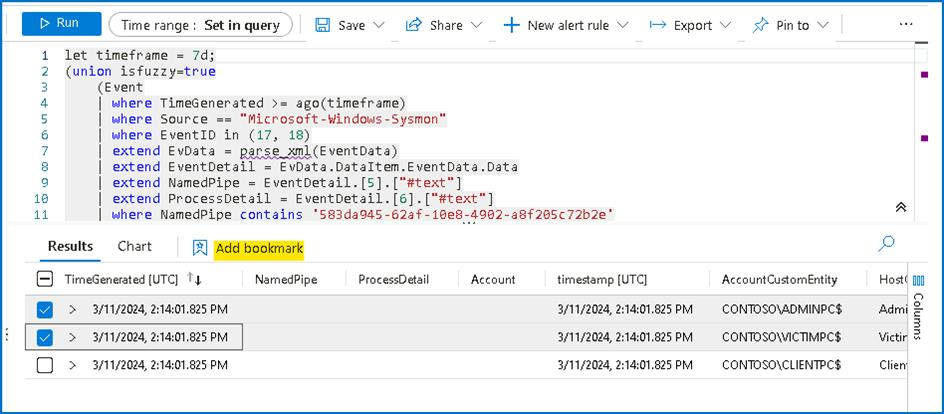 Run Time range : Set in query Save Share New alert rule Export Pin to ...
1 let timeframe = 7d;
2 (union isfuzzy=true
3 (Event
4 | where TimeGenerated >= ago(timeframe)
5 | where Source == "Microsoft-Windows-Sysmon"
6 | where EventID in (17, 18)
7 | extend EvData = parse_xml(EventData)
8 | extend EventDetail = EvData.DataItem.EventData.Data
9 | extend NamedPipe = EventDetail.[5].["#text"]
10 | extend ProcessDetail = EventDetail.[6].["#text"]
11 | where NamedPipe contains '583da945-62af-10e8-4902-a8f205c72b2e'
Results Chart Add bookmark
TimeGenerated [UTC] NamedPipe ProcessDetail Account timestamp [UTC] AccountCustomEntity Host
3/11/2024, 2:14:01.825 PM 3/11/2024, 2:14:01.825 PM CONTOSO\ADMINPC$ Admi
3/11/2024, 2:14:01.825 PM 3/11/2024, 2:14:01.825 PM CONTOSO\VICTIMPC$ Victin
3/11/2024, 2:14:01.825 PM 3/11/2024, 2:14:01.825 PM CONTOSO\CLIENTPC$ Clien
Columns